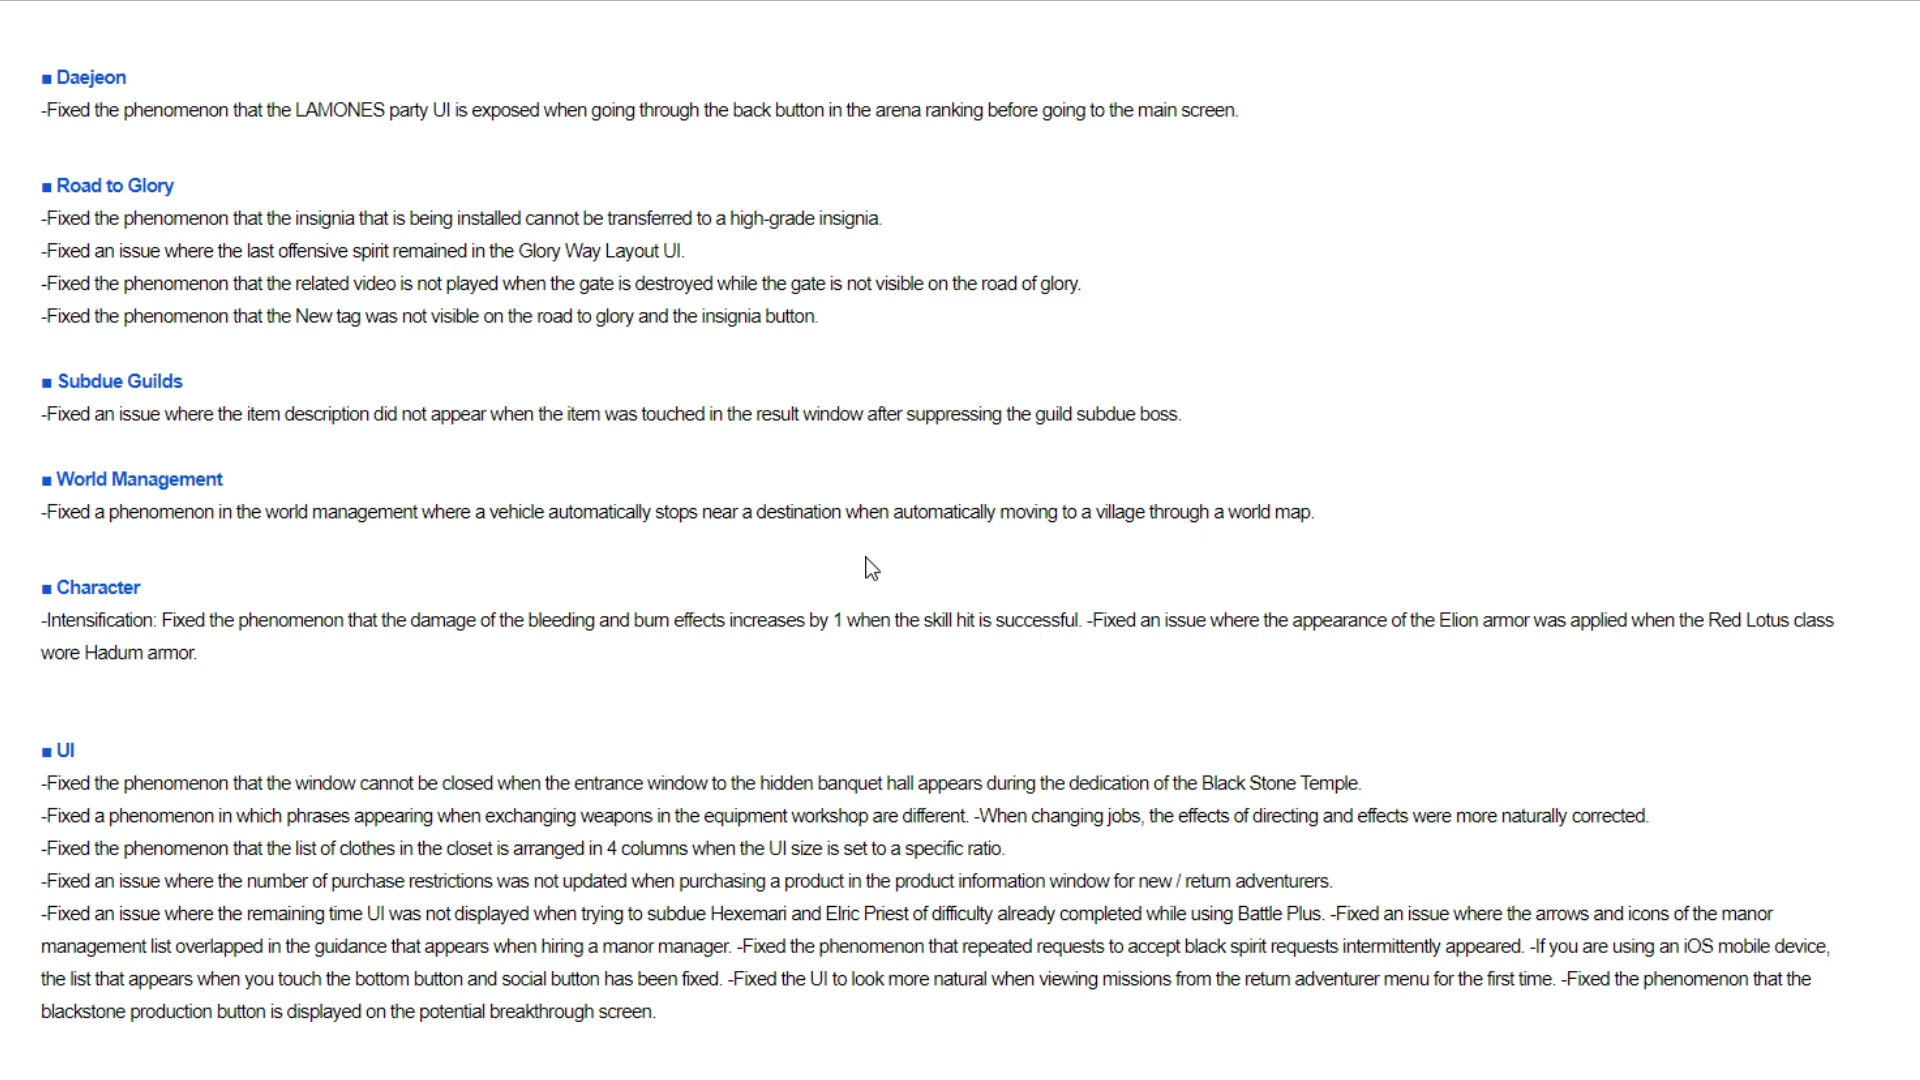 ■ Daejeon
-Fixed the phenomenon that the LAMONES party UI is exposed when going through the back button in the arena ranking before going to the main screen.
■ Road to Glory
-Fixed the phenomenon that the insignia that is being installed cannot be transferred to a high-grade insignia.
-Fixed an issue where the last offensive spirit remained in the Glory Way Layout UI.
-Fixed the phenomenon that the related video is not played when the gate is destroyed while the gate is not visible on the road of glory.
-Fixed the phenomenon that the New tag was not visible on the road to glory and the insignia button.
■ Subdue Guilds
-Fixed an issue where the item description did not appear when the item was touched in the result window after suppressing the guild subdue boss.
■ World Management
-Fixed a phenomenon in the world management where a vehicle automatically stops near a destination when automatically moving to a village through a world map.
■ Character
-Intensification: Fixed the phenomenon that the damage of the bleeding and burn effects increases by 1 when the skill hit is successful. -Fixed an issue where the appearance of the Elion armor was applied when the Red Lotus class
wore Hadum armor.
■ UI
-Fixed the phenomenon that the window cannot be closed when the entrance window to the hidden banquet hall appears during the dedication of the Black Stone Temple.
-Fixed a phenomenon in which phrases appearing when exchanging weapons in the equipment workshop are different. -When changing jobs, the effects of directing and effects were more naturally corrected.
-Fixed the phenomenon that the list of clothes in the closet is arranged in 4 columns when the UI size is set to a specific ratio.
-Fixed an issue where the number of purchase restrictions was not updated when purchasing a product in the product information window for new / return adventurers.
-Fixed an issue where the remaining time UI was not displayed when trying to subdue Hexemari and Elric Priest of difficulty already completed while using Battle Plus. -Fixed an issue where the arrows and icons of the manor
management list overlapped in the guidance that appears when hiring a manor manager. -Fixed the phenomenon that repeated requests to accept black spirit requests intermittently appeared. -If you are using an iOS mobile device,
the list that appears when you touch the bottom button and social button has been fixed. -Fixed the UI to look more natural when viewing missions from the return adventurer menu for the first time. -Fixed the phenomenon that the
blackstone production button is displayed on the potential breakthrough screen.